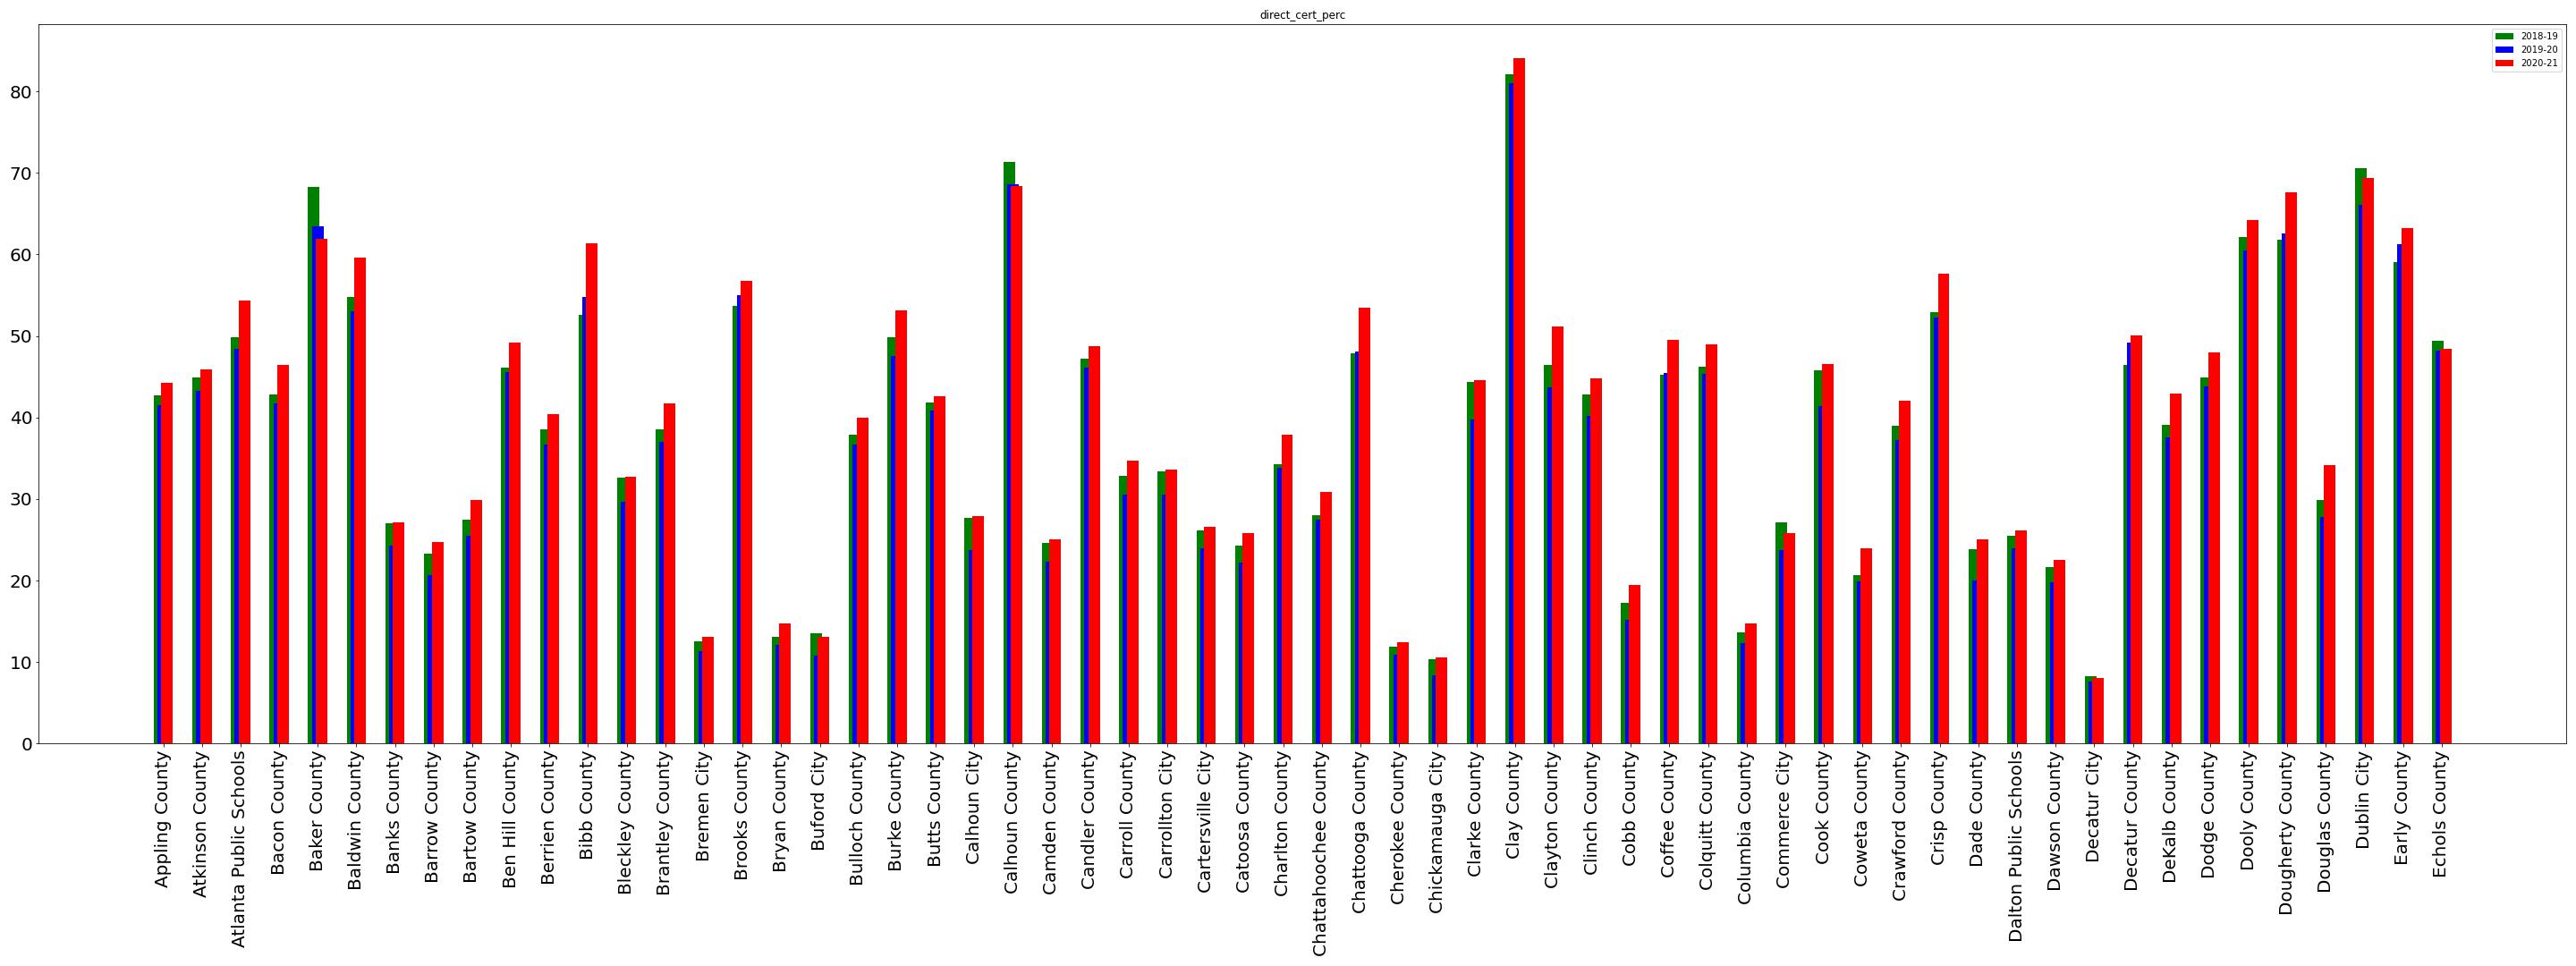 direct_cert_perc
2018-19
2019-20
2020-21
80
70
60
50
40
30
20
10
0
Appling County
Atkinson County
Atlanta Public Schools
Bacon County
Baker County
Baldwin County
Banks County
Barrow County
Bartow County
Ben Hill County
Berrien County
Bibb County
Bleckley County
Brantley County
Bremen City
Brooks County
Bryan County
Buford City
Bulloch County
Burke County
Butts County
Calhoun City
Calhoun County
Camden County
Candler County
Carroll County
Carrollton City
Cartersville City
Catoosa County
Charlton County
Chattahoochee County
Chattooga County
Cherokee County
Chickamauga City
Clarke County
Clay County
Clayton County
Clinch County
Cobb County
Coffee County
Colquitt County
Columbia County
Commerce City
Cook County
Coweta County
Crawford County
Crisp County
Dade County
Dalton Public Schools
Dawson County
Decatur City
Decatur County
DeKalb County
Dodge County
Dooly County
Dougherty County
Douglas County
Dublin City
Early County
Echols County